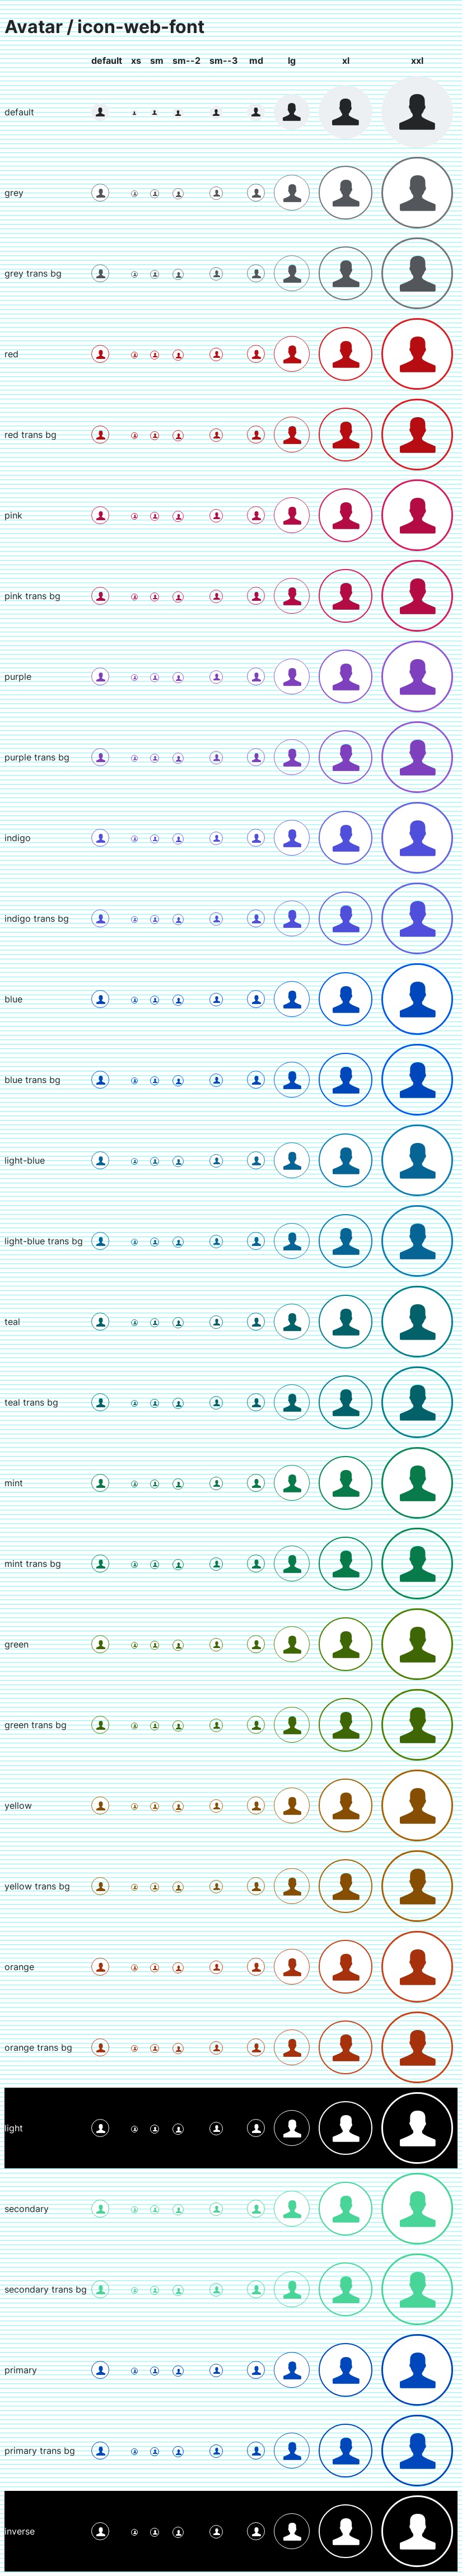 Avatar / icon-web-font
default xs sm sm--2 sm--3 md lg xl xxl
default
grey
grey trans bg
red
red trans bg
pink
pink trans bg
purple
purple trans bg
indigo
indigo trans bg
blue
blue trans bg
light-blue
light-blue trans bg
teal
teal trans bg
mint
mint trans bg
green
green trans bg
yellow
yellow trans bg
orange
orange trans bg
light
secondary
secondary trans bg
primary
primary trans bg
inverse